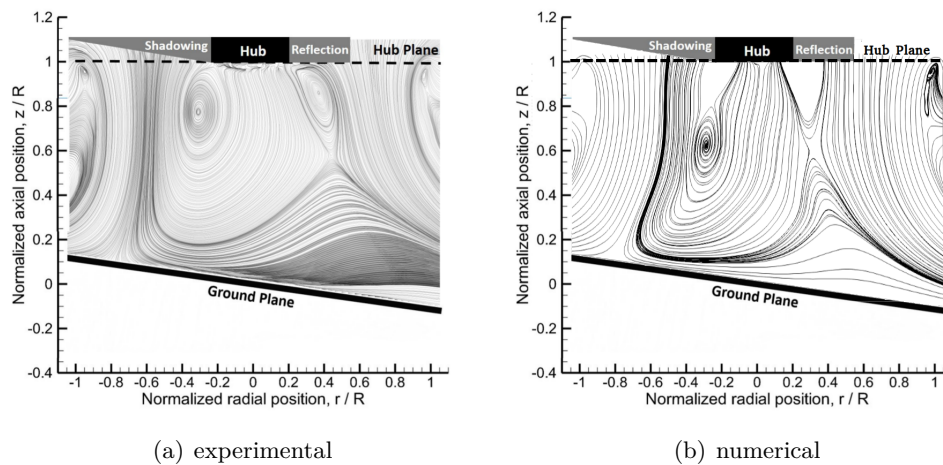 1.2
1
0.8
0.6
0.4
0.2
0
-0.2
-0.4
Normalized axial position, z / R
Shadowing Hub Reflection Hub Plane
Ground Plane
-1 -0.8 -0.6 -0.4 -0.2 0 0.2 0.4 0.6 0.8 1
Normalized radial position, r / R
(a) experimental
1.2
1
0.8
0.6
0.4
0.2
0
-0.2
-0.4
Normalized axial position, z / R
Shadowing Hub Reflection Hub Plane
Ground Plane
-1 -0.8 -0.6 -0.4 -0.2 0 0.2 0.4 0.6 0.8 1
Normalized radial position, r / R
(b) numerical